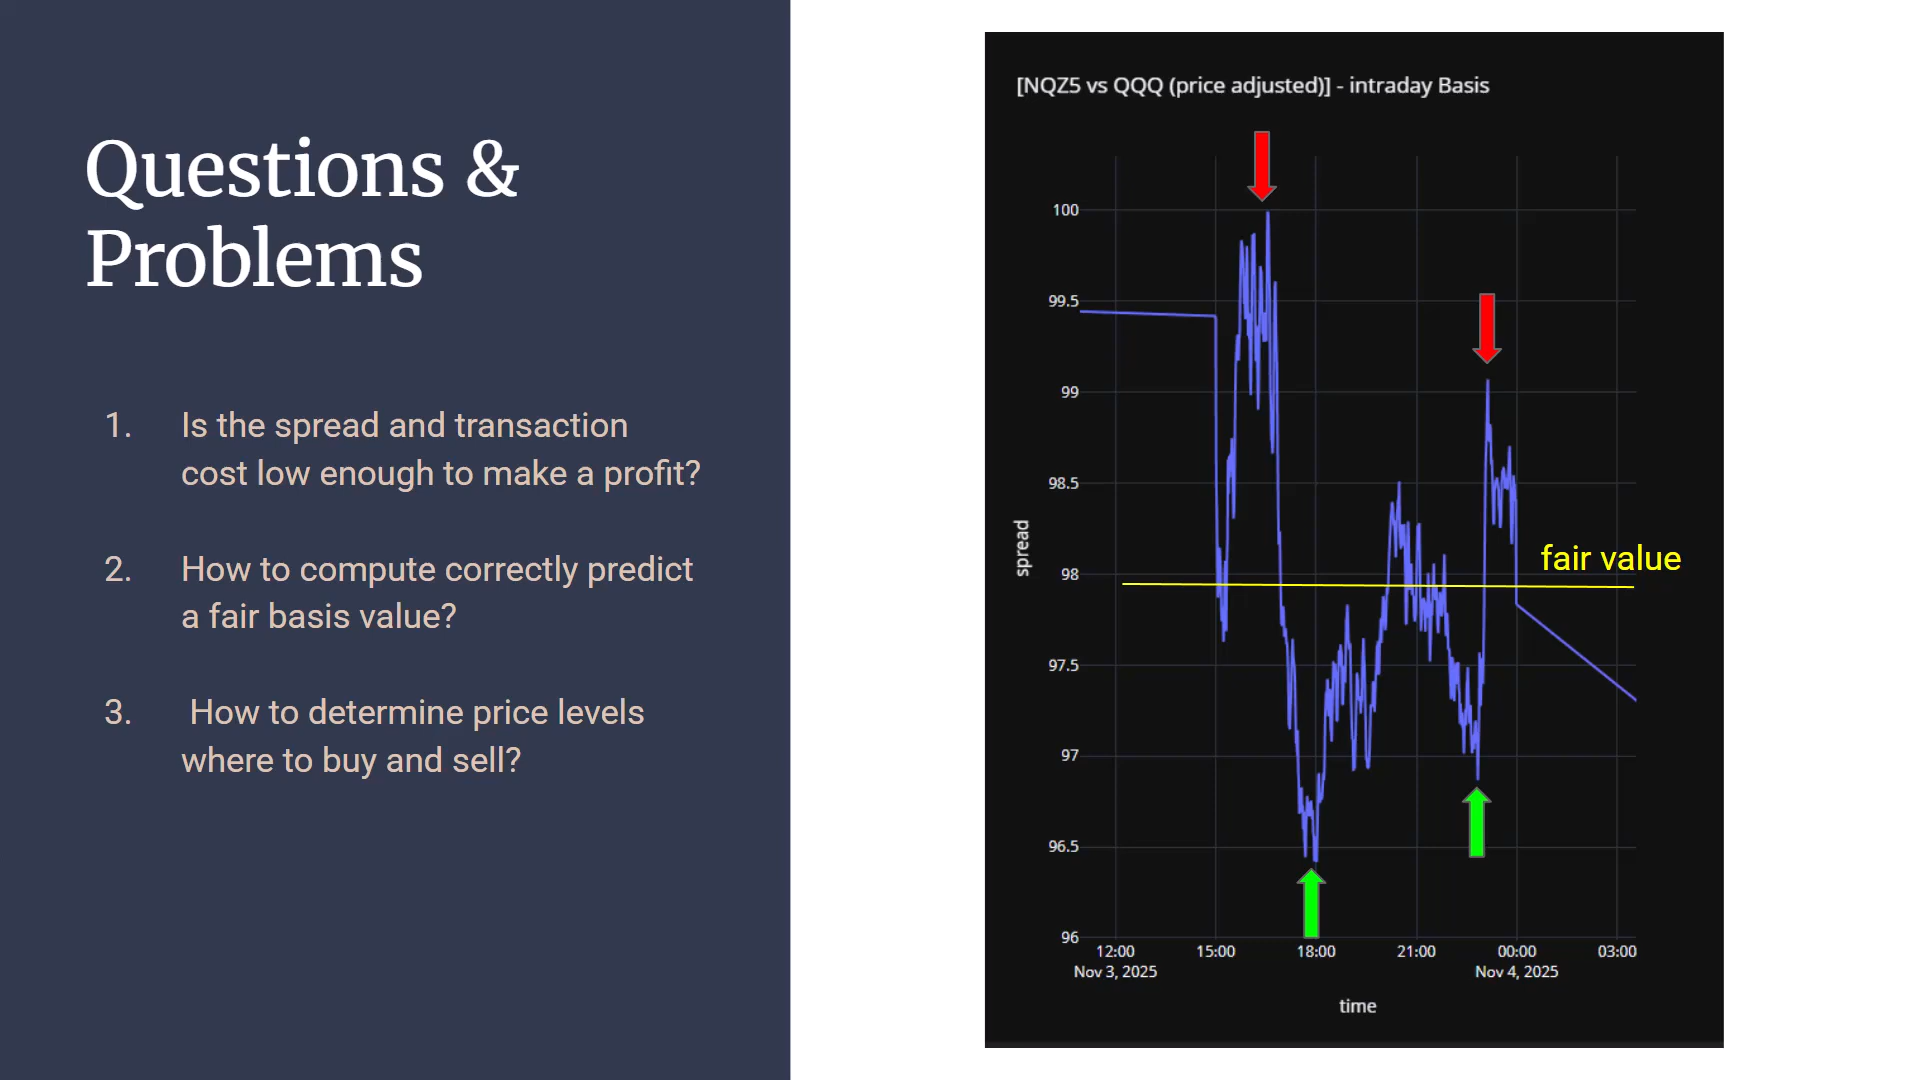 Questions &
Problems
1. Is the spread and transaction
cost low enough to make a profit?
2. How to compute correctly predict
a fair basis value?
3. How to determine price levels
where to buy and sell?
[NQZ5 vs QQQ (price adjusted)] - intraday Basis
100
99.5
99
98.5
98
97.5
97
96.5
96
spread
fair value
12:00 15:00 18:00 21:00 00:00 03:00
Nov 3, 2025 Nov 4, 2025
time